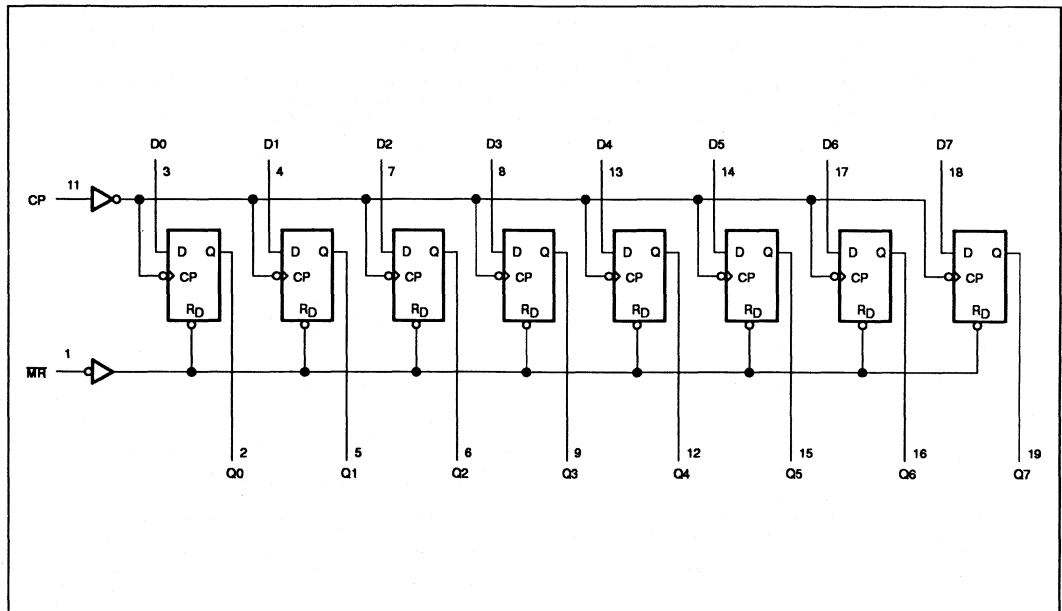 D0 D1 D2 D3 D4 D5 D6 D7
3 4 7 8 13 14 17 18
CP 11
D Q D Q D Q D Q D Q D Q D Q D Q
CP CP CP CP CP CP CP CP
RD RD RD RD RD RD RD RD
M̅R̅ 1
2 5 6 9 12 15 16 19
Q0 Q1 Q2 Q3 Q4 Q5 Q6 Q7